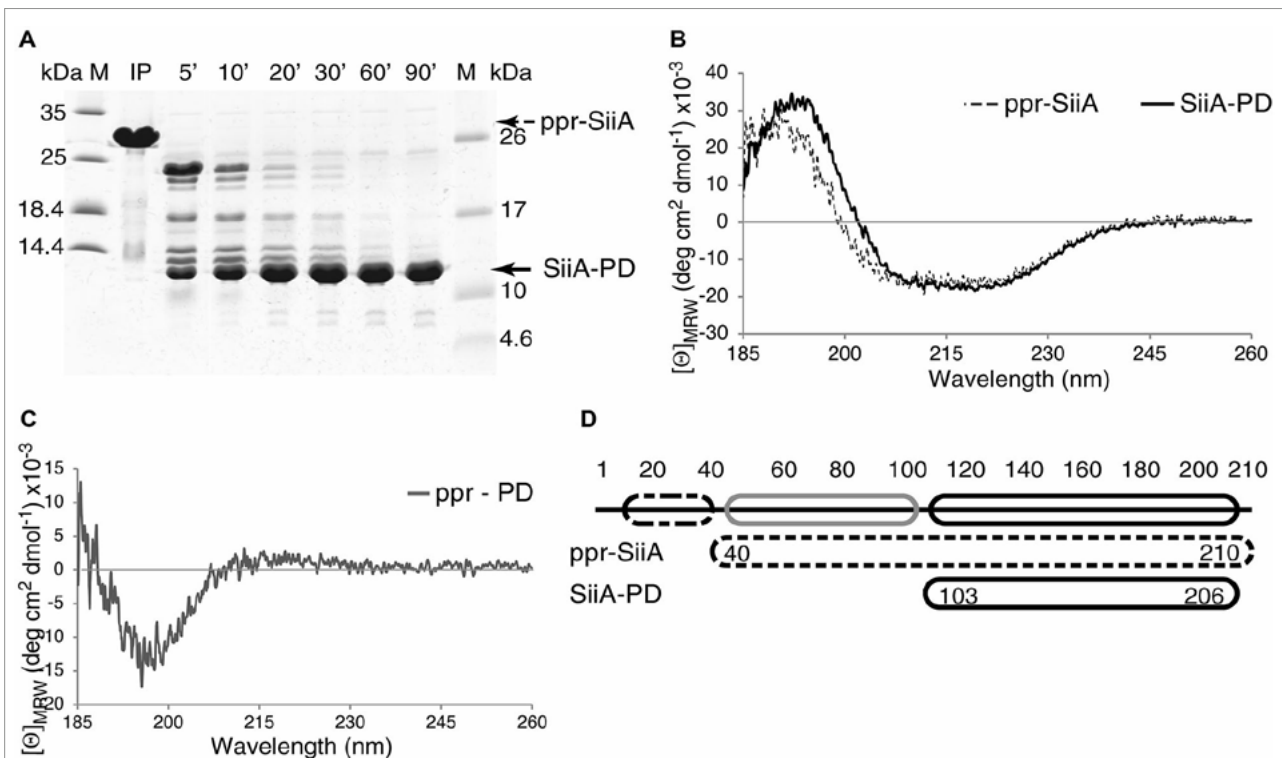 A
kDa M IP 5' 10' 20' 30' 60' 90' M kDa
35
25
18.4
14.4
ppr-SiiA
26
17
SiiA-PD
10
4.6
B
ppr-SiiA SiiA-PD
[Θ]MRW (deg cm² dmol⁻¹) x10⁻³
40
30
20
10
0
-10
-20
-30
185 200 215 230 245 260
Wavelength (nm)
C
ppr - PD
[Θ]MRW (deg cm² dmol⁻¹) x10⁻³
15
10
5
0
-5
-10
-15
20
185 200 215 230 245 260
Wavelength (nm)
D
1 20 40 60 80 100 120 140 160 180 200 210
ppr-SiiA 40 210
SiiA-PD 103 206